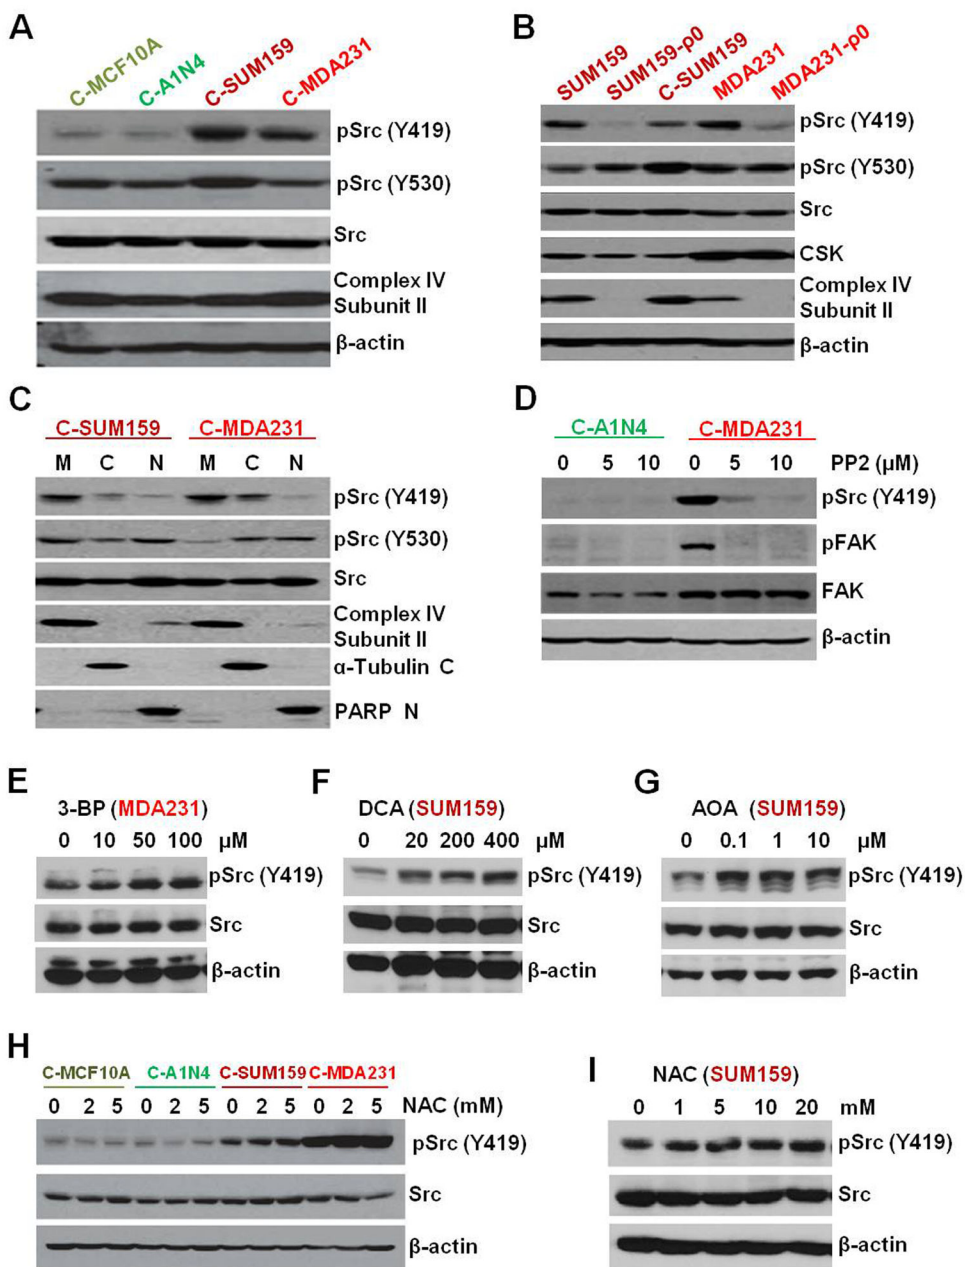 A
C-MCF10A
C-A1N4
C-SUM159
C-MDA231
pSrc (Y419)
pSrc (Y530)
Src
Complex IV
Subunit II
β-actin
B
SUM159
SUM159-p0
C-SUM159
MDA231
MDA231-p0
pSrc (Y419)
pSrc (Y530)
Src
CSK
Complex IV
Subunit II
β-actin
C
C-SUM159 C-MDA231
M C N M C N
pSrc (Y419)
pSrc (Y530)
Src
Complex IV
Subunit II
α-Tubulin C
PARP N
D
C-A1N4 C-MDA231
0 5 10 0 5 10 PP2 (µM)
pSrc (Y419)
pFAK
FAK
β-actin
E
3-BP (MDA231)
0 10 50 100 µM
pSrc (Y419)
Src
β-actin
F
DCA (SUM159)
0 20 200 400 µM
pSrc (Y419)
Src
β-actin
G
AOA (SUM159)
0 0.1 1 10 µM
pSrc (Y419)
Src
β-actin
H
C-MCF10A C-A1N4 C-SUM159 C-MDA231
0 2 5 0 2 5 0 2 5 0 2 5 NAC (mM)
pSrc (Y419)
Src
β-actin
I
NAC (SUM159)
0 1 5 10 20 mM
pSrc (Y419)
Src
β-actin